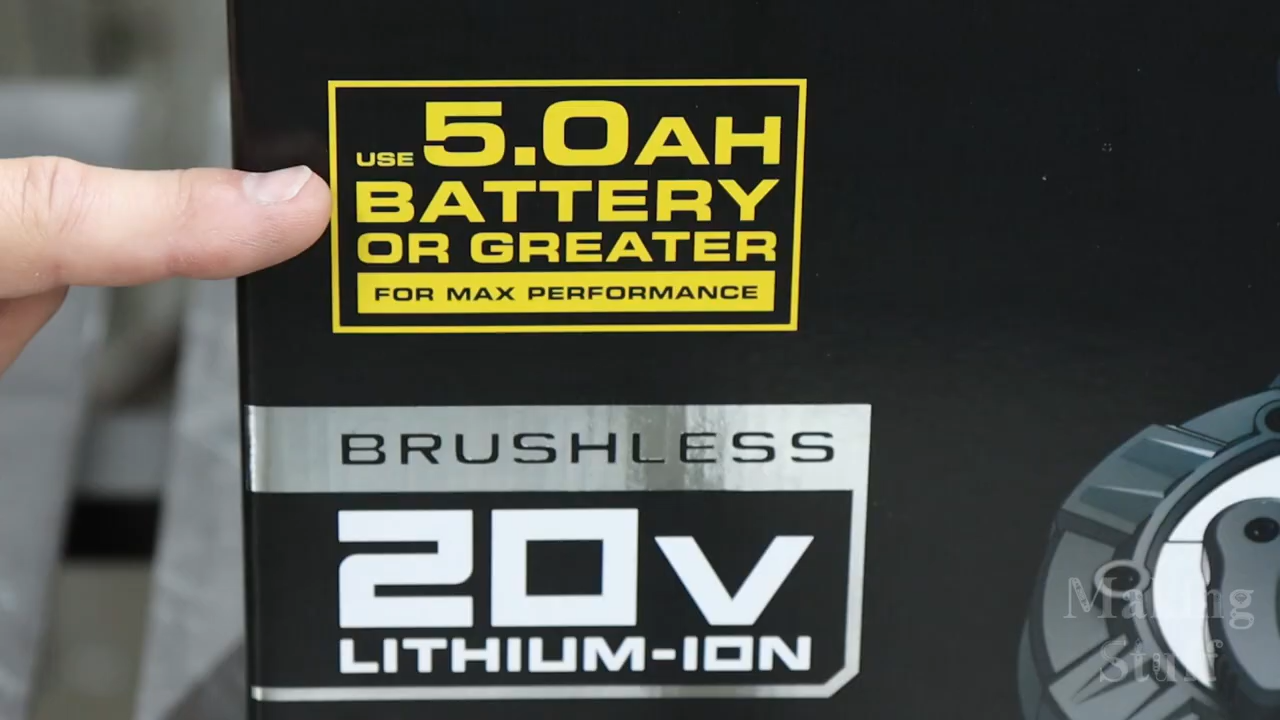 USE 5.0AH
BATTERY
OR GREATER
FOR MAX PERFORMANCE
BRUSHLESS
20V
LITHIUM-ION
Making
Stuff